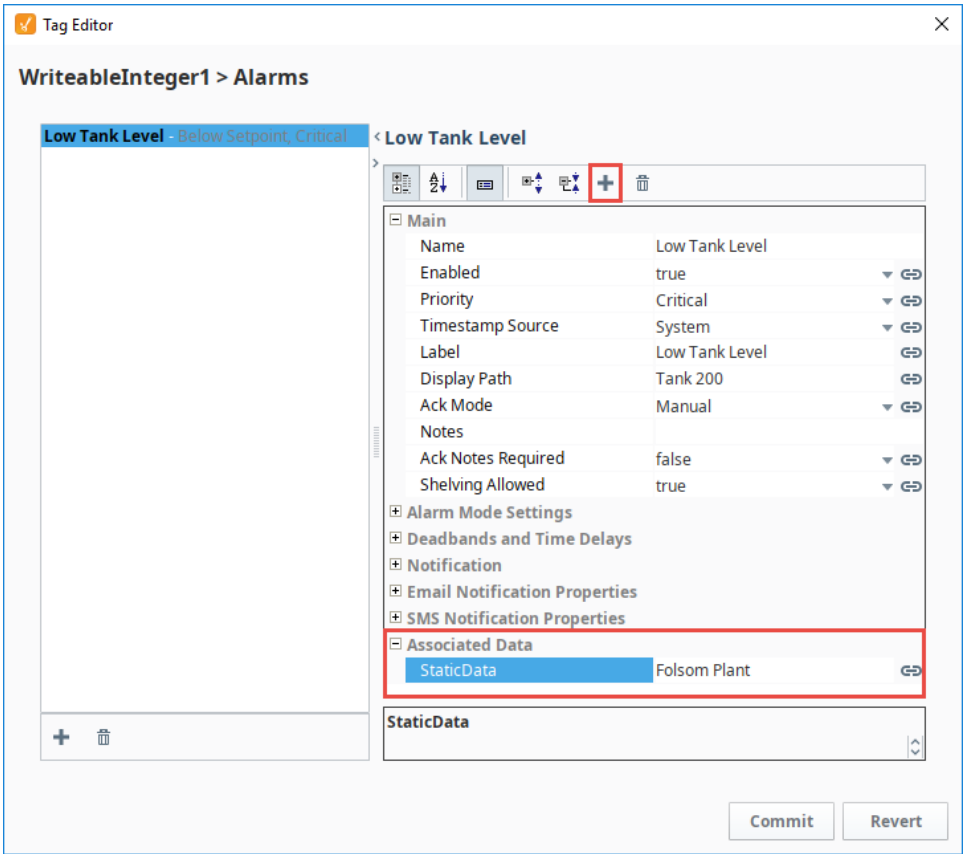 Tag Editor
WriteableInteger1 > Alarms
Low Tank Level - Below Setpoint, Critical
Low Tank Level
Main
Name Low Tank Level
Enabled true
Priority Critical
Timestamp Source System
Label Low Tank Level
Display Path Tank 200
Ack Mode Manual
Notes
Ack Notes Required false
Shelving Allowed true
Alarm Mode Settings
Deadbands and Time Delays
Notification
Email Notification Properties
SMS Notification Properties
Associated Data
StaticData Folsom Plant
StaticData
Commit Revert